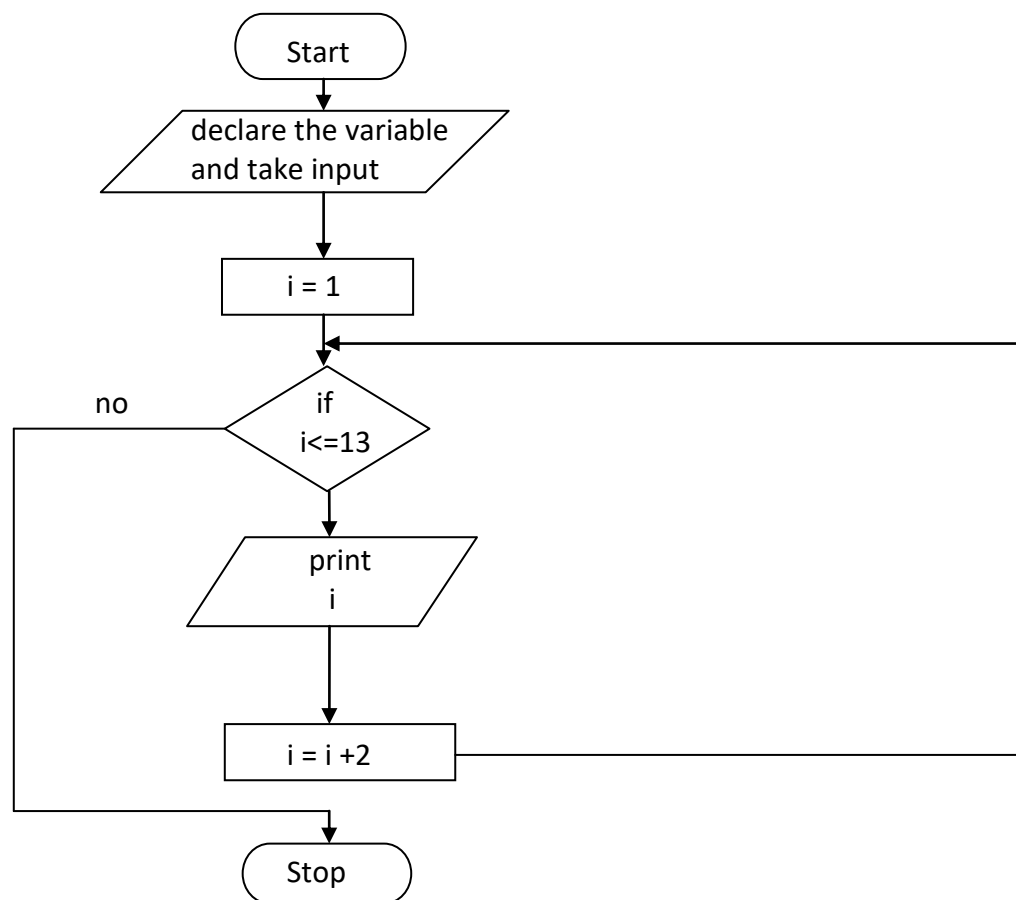 Start
declare the variable
and take input
i = 1
no
if
i<=13
print
i
i = i +2
Stop